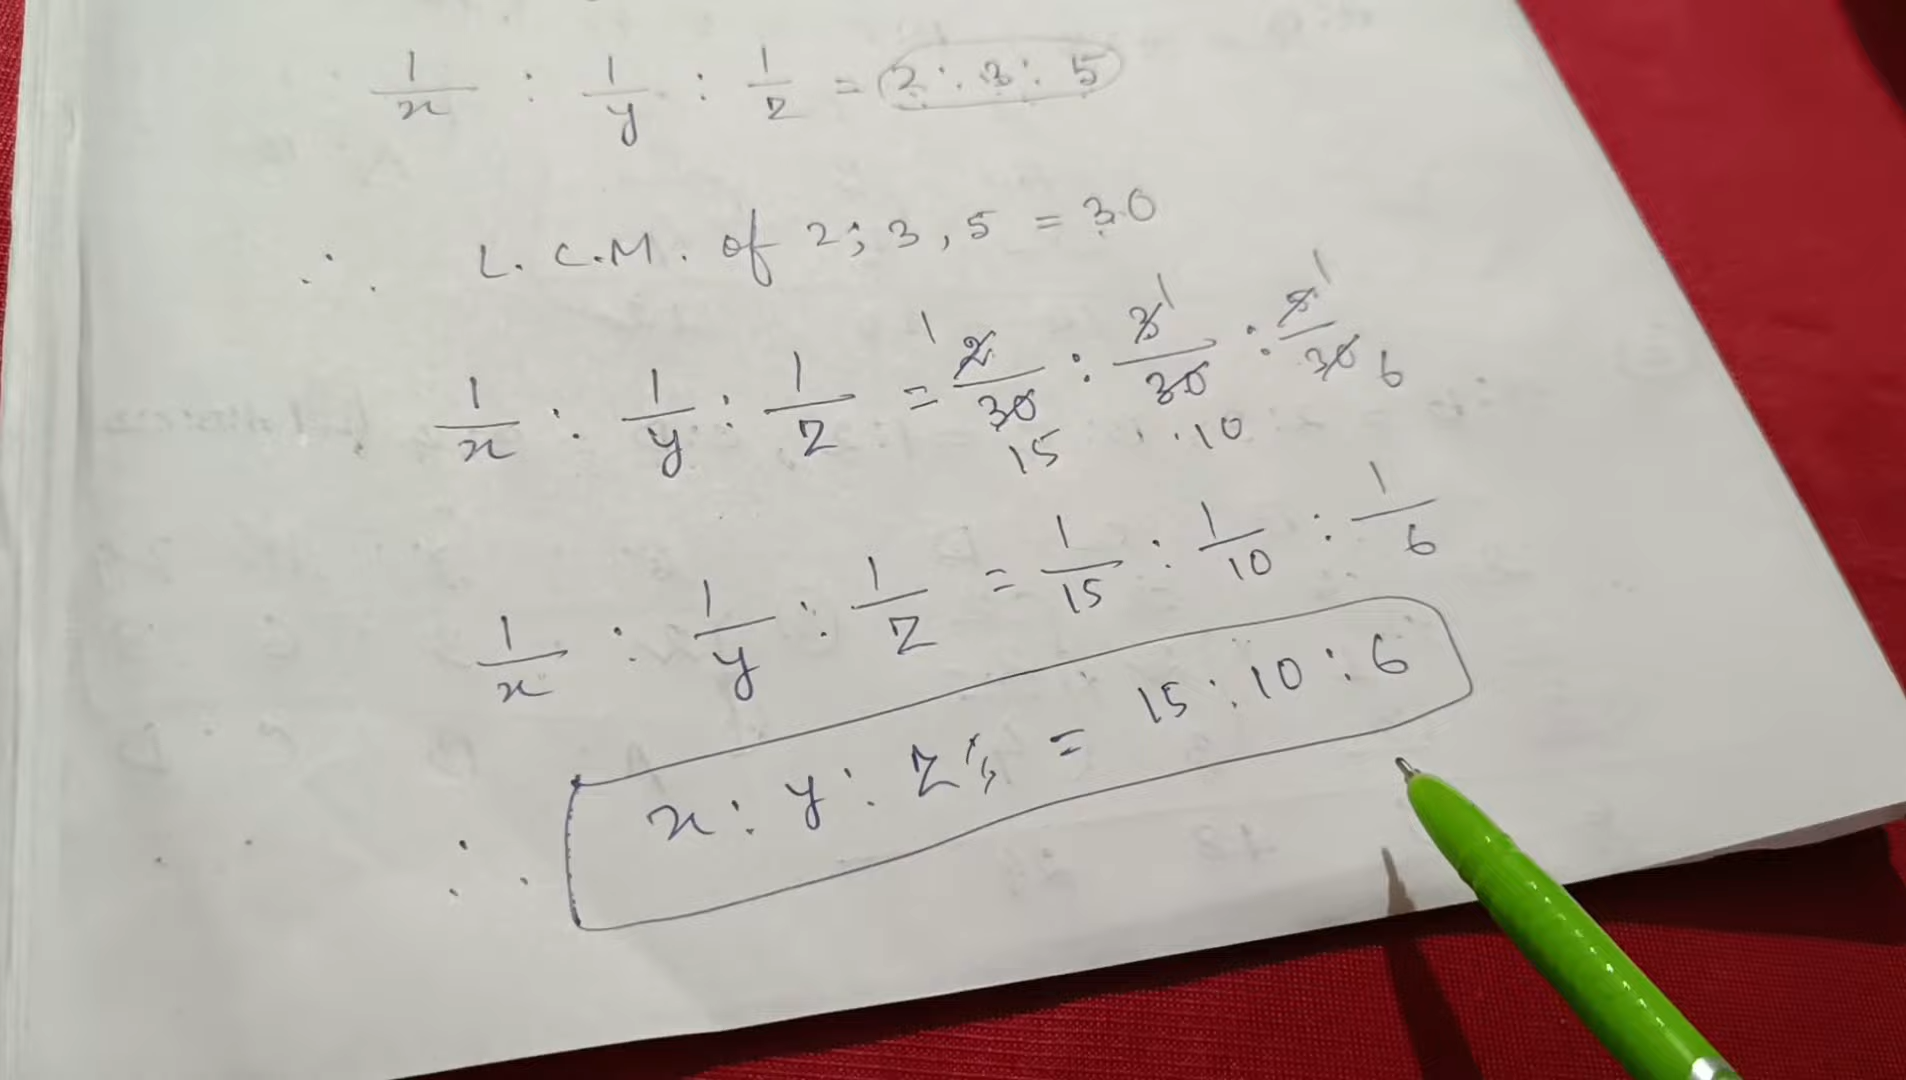 1/x : 1/y : 1/z = 2 : 3 : 5
∴ L.C.M. of 2, 3, 5 = 30
1/x : 1/y : 1/z = 2/30 : 3/30 : 5/30
1 1 1 15 10 6
1/x : 1/y : 1/z = 1/15 : 1/10 : 1/6
∴ x : y : z = 15 : 10 : 6